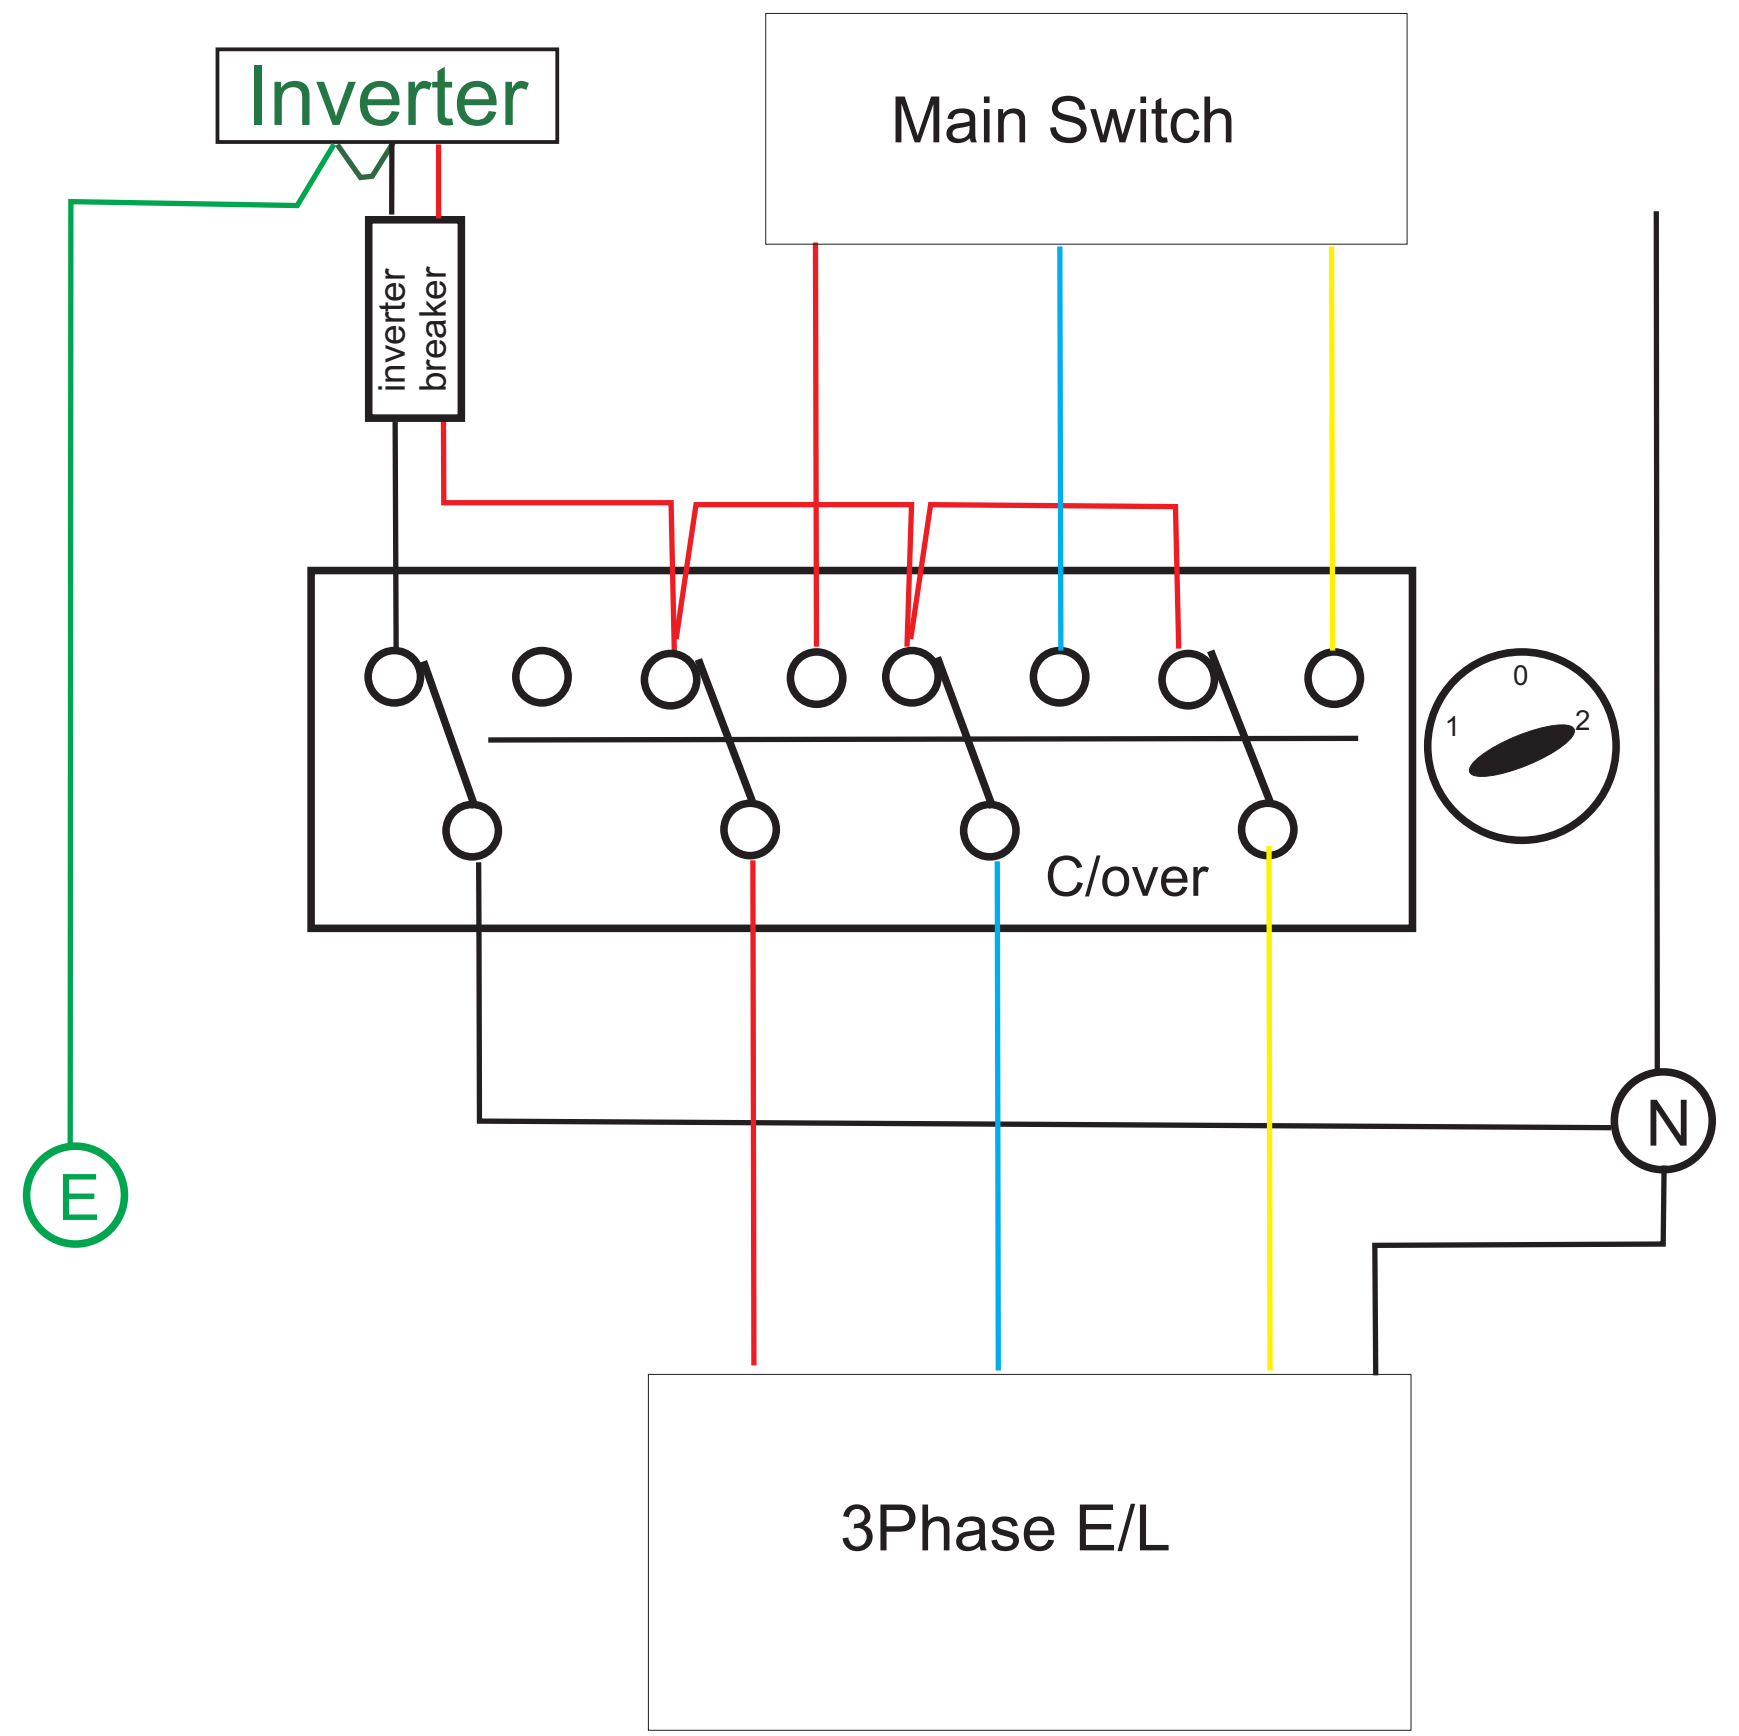 Inverter
Main Switch
inverter
breaker
0
1
2
C/over
N
E
3Phase E/L